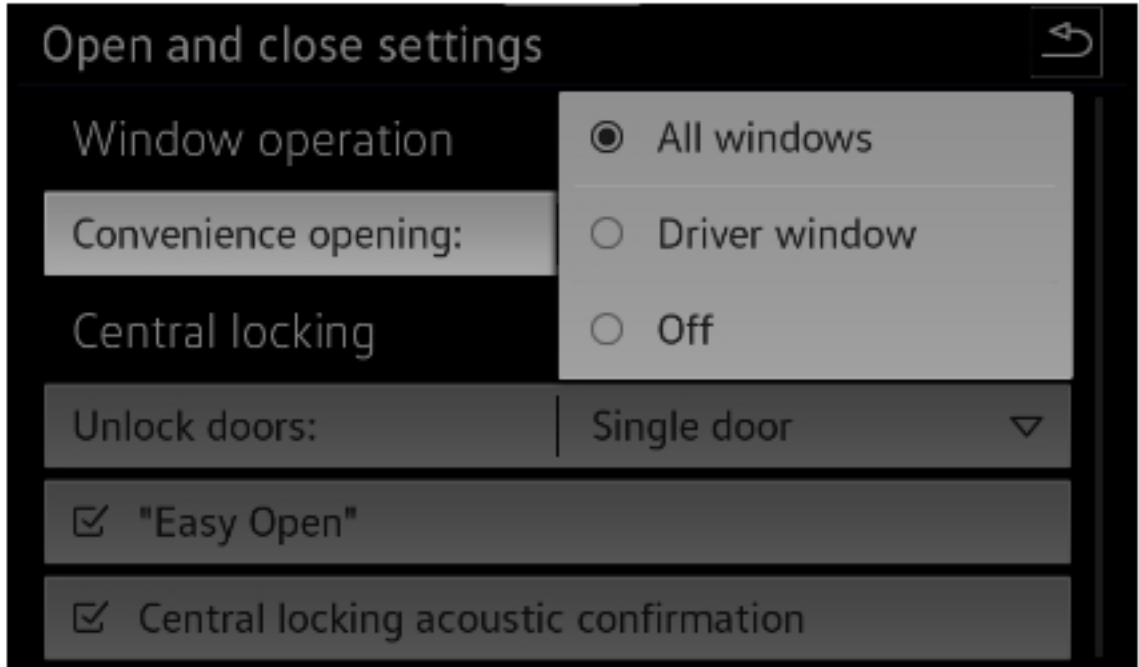 Open and close settings
Window operation
All windows
Convenience opening:
Driver window
Central locking
Off
Unlock doors: Single door
"Easy Open"
Central locking acoustic confirmation